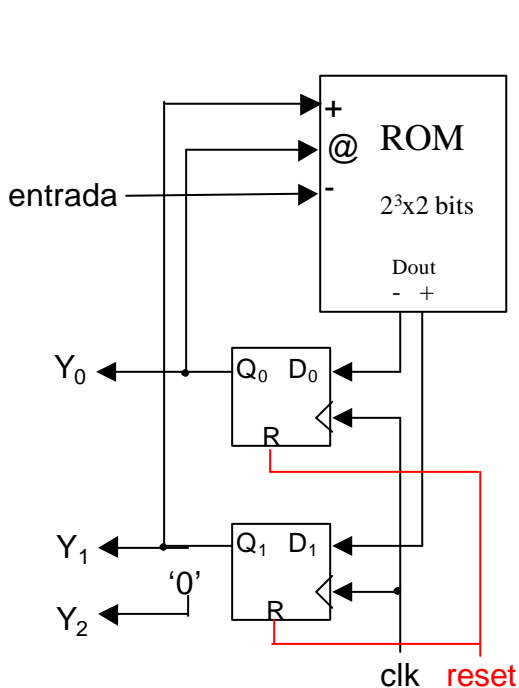 +
@ ROM
entrada -
2³x2 bits
Dout
- +
Y₀ Q₀ D₀
R
Y₁ Q₁ D₁
‘0’
Y₂ R
clk reset